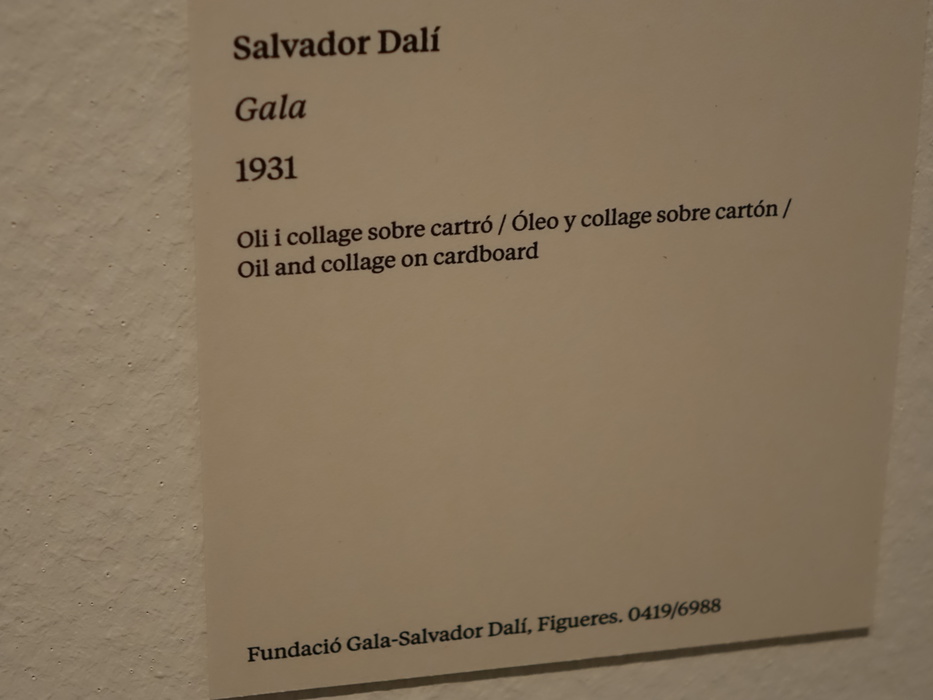 Salvador Dalí
Gala
1931
Oli i collage sobre cartró / Óleo y collage sobre cartón /
Oil and collage on cardboard
Fundació Gala-Salvador Dalí, Figueres. 0419/6988